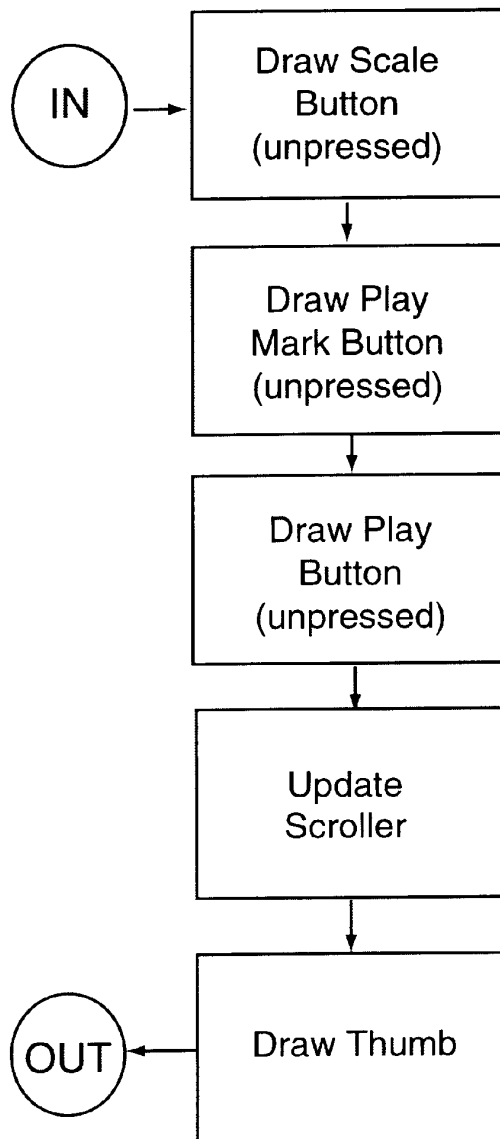 IN
Draw Scale
Button
(unpressed)
Draw Play
Mark Button
(unpressed)
Draw Play
Button
(unpressed)
Update
Scroller
Draw Thumb
OUT